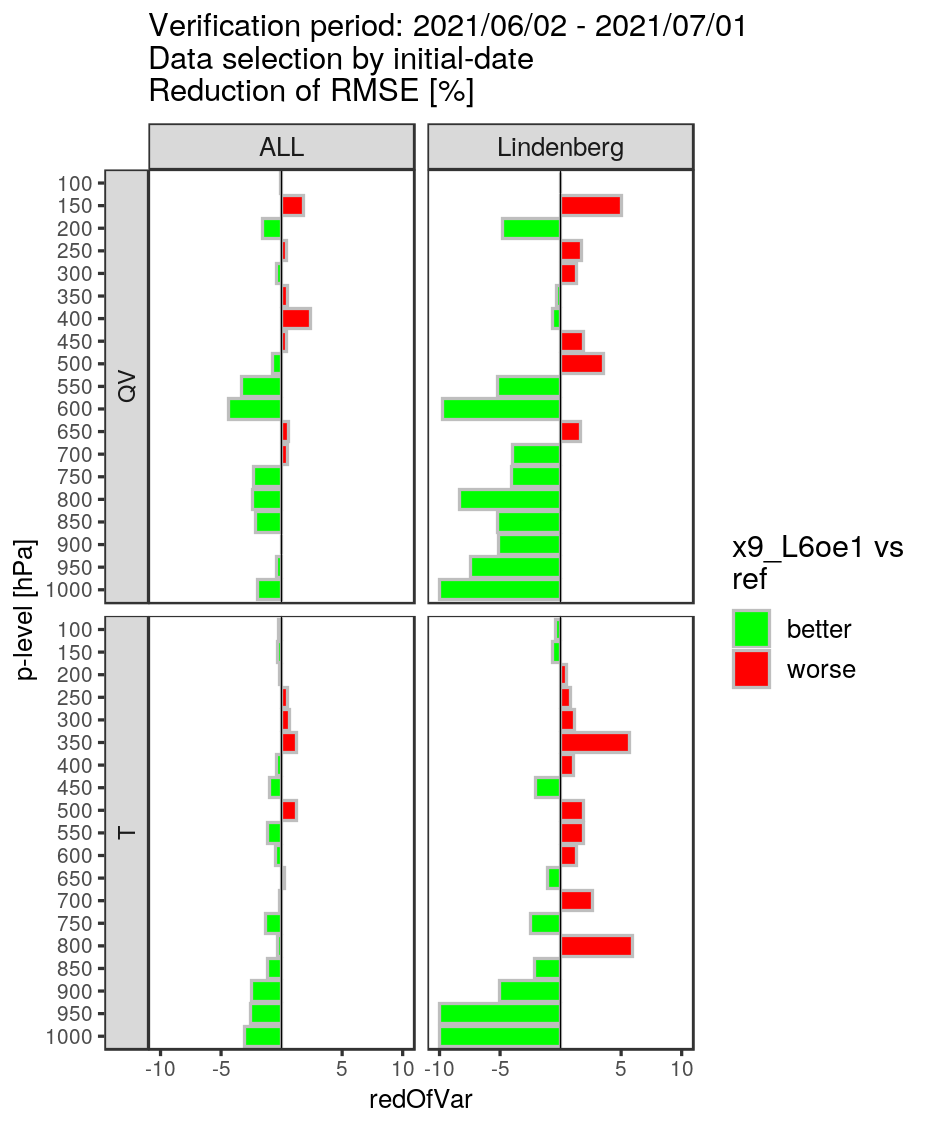 Verification period: 2021/06/02 - 2021/07/01
Data selection by initial-date
Reduction of RMSE [%]
ALL
Lindenberg
p-level [hPa]
QV
100
150
200
250
300
350
400
450
500
550
600
650
700
750
800
850
900
950
1000
T
100
150
200
250
300
350
400
450
500
550
600
650
700
750
800
850
900
950
1000
-10 -5 5 10 -10 -5 5 10
redOfVar
x9_L6oe1 vs
ref
better
worse